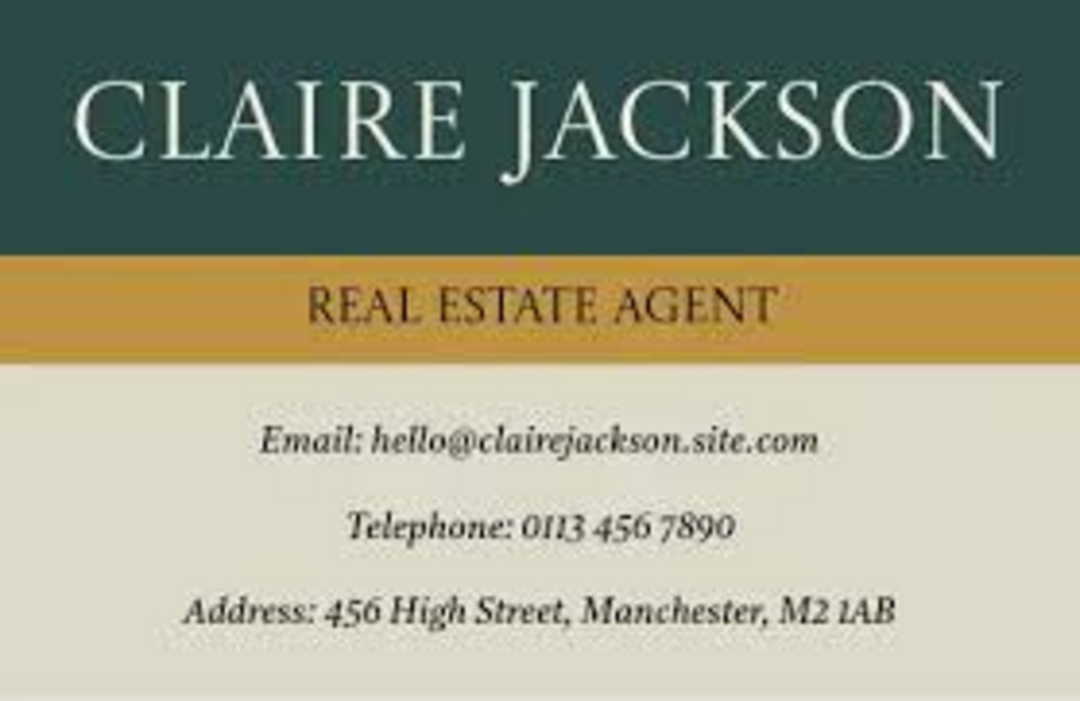 CLAIRE JACKSON
REAL ESTATE AGENT
Email: hello@clairejackson.site.com
Telephone: 0113 456 7890
Address: 456 High Street, Manchester, M2 1AB